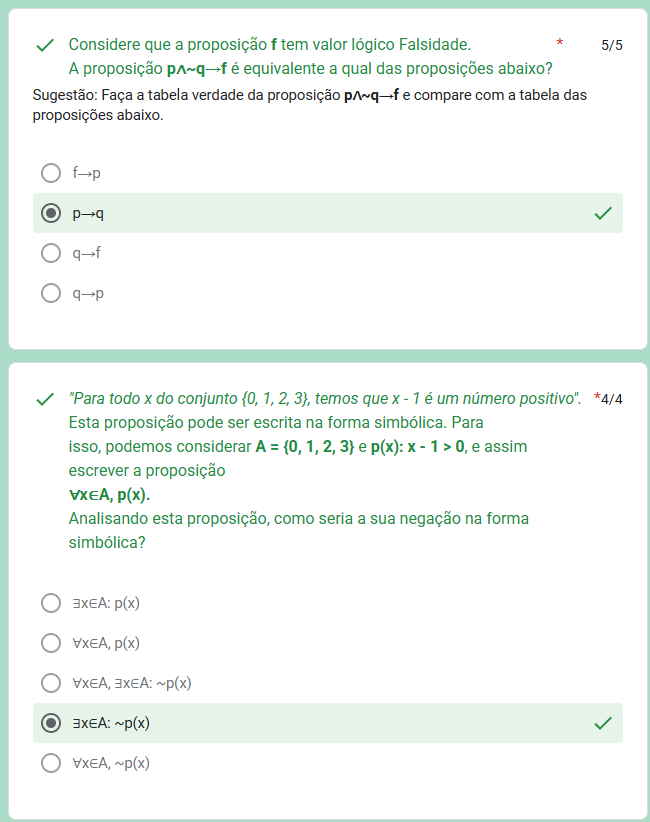 Considere que a proposição f tem valor lógico Falsidade. * 5/5
A proposição p∧~q→f é equivalente a qual das proposições abaixo?
Sugestão: Faça a tabela verdade da proposição p∧~q→f e compare com a tabela das
proposições abaixo.
f→p
p→q
q→f
q→p
"Para todo x do conjunto {0, 1, 2, 3}, temos que x - 1 é um número positivo". *4/4
Esta proposição pode ser escrita na forma simbólica. Para
isso, podemos considerar A = {0, 1, 2, 3} e p(x): x - 1 > 0, e assim
escrever a proposição
∀x∈A, p(x).
Analisando esta proposição, como seria a sua negação na forma
simbólica?
∃x∈A: p(x)
∀x∈A, p(x)
∀x∈A, ∃x∈A: ~p(x)
∃x∈A: ~p(x)
∀x∈A, ~p(x)